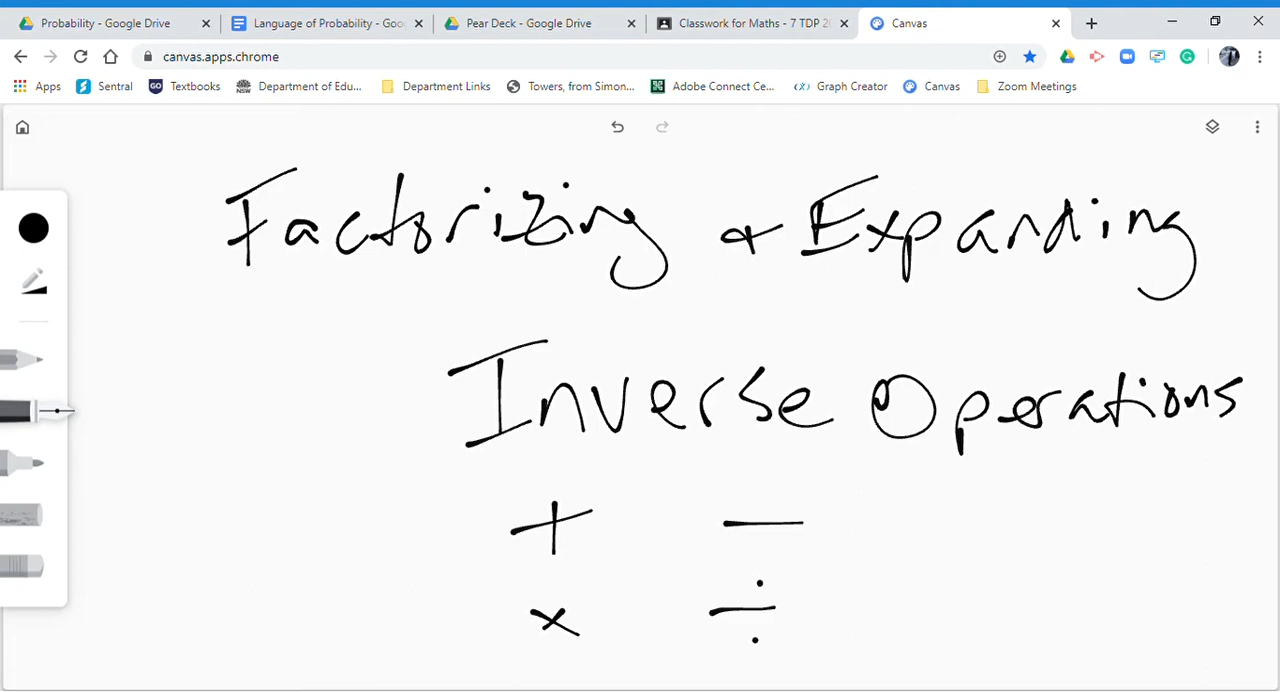 Probability - Google Drive
Language of Probability - Goo
Pear Deck - Google Drive
Classwork for Maths - 7 TDP 2
Canvas
canvas.apps.chrome
Apps
Sentral
GO Textbooks
NSW Department of Edu...
Department Links
Towers, from Simon...
Adobe Connect Ce...
(x) Graph Creator
Canvas
Zoom Meetings
Factorizing + Expanding
Inverse Operations
+ −
× ÷